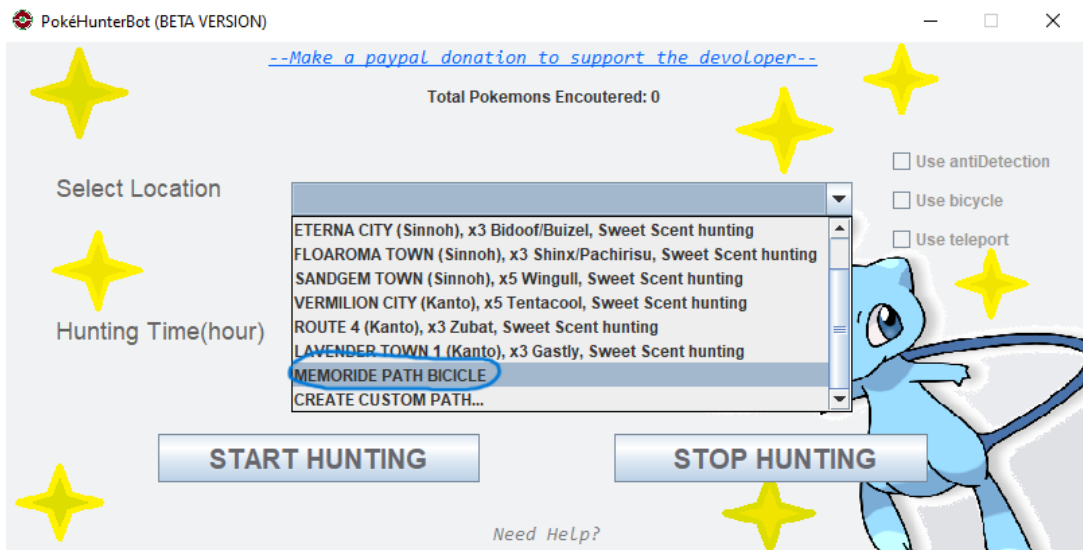 PokéHunterBot (BETA VERSION)
--Make a paypal donation to support the devoloper--
Total Pokemons Encoutered: 0
Use antiDetection
Select Location
Use bicycle
ETERNA CITY (Sinnoh), x3 Bidoof/Buizel, Sweet Scent hunting
Use teleport
FLOAROMA TOWN (Sinnoh), x3 Shinx/Pachirisu, Sweet Scent hunting
SANDGEM TOWN (Sinnoh), x5 Wingull, Sweet Scent hunting
VERMILION CITY (Kanto), x5 Tentacool, Sweet Scent hunting
Hunting Time(hour)
ROUTE 4 (Kanto), x3 Zubat, Sweet Scent hunting
LAVENDER TOWN 1 (Kanto), x3 Gastly, Sweet Scent hunting
MEMORIDE PATH BICICLE
CREATE CUSTOM PATH...
START HUNTING
STOP HUNTING
Need Help?